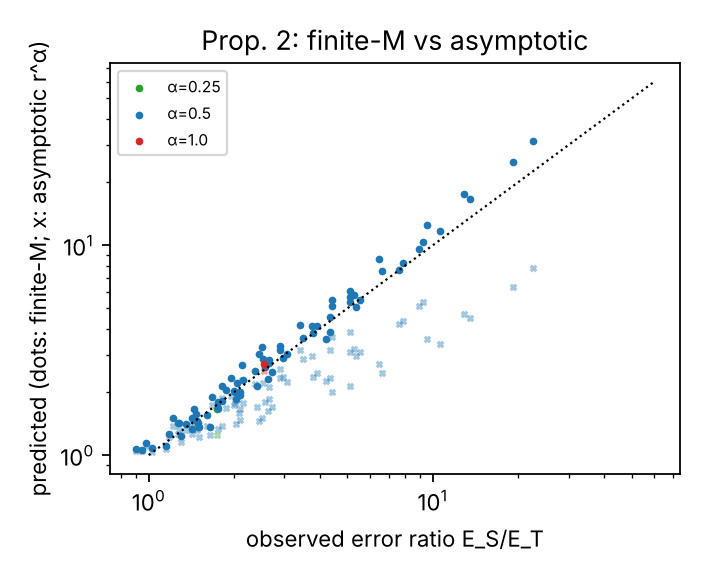 Prop. 2: finite-M vs asymptotic
predicted (dots: finite-M; x: asymptotic r^α)
α=0.25
α=0.5
α=1.0
10¹
10⁰
10⁰
10¹
observed error ratio E_S/E_T